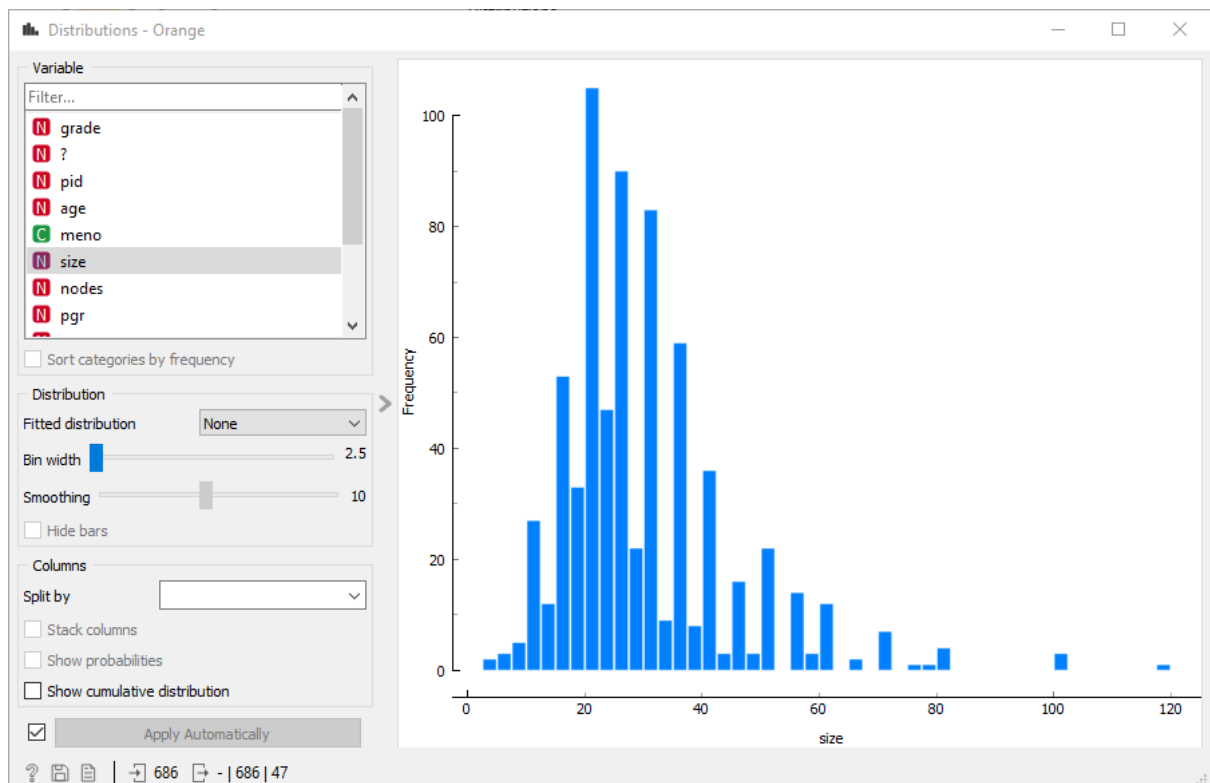 Distributions - Orange
Variable
Filter...
N grade
N ?
N pid
N age
C meno
N size
N nodes
N pgr
Sort categories by frequency
Distribution
Fitted distribution None
Bin width 2.5
Smoothing 10
Hide bars
Columns
Split by
Stack columns
Show probabilities
Show cumulative distribution
Apply Automatically
? 686 - | 686 | 47
100
80
60
40
20
0
Frequency
0 20 40 60 80 100 120
size